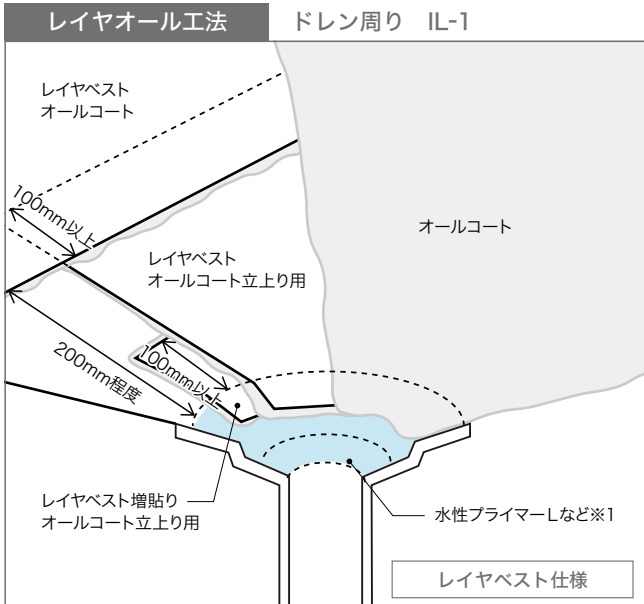 レイヤオール工法
ドレン周り IL-1
レイヤベスト
オールコート
100mm以上
オールコート
レイヤベスト
オールコート立上り用
200mm程度
100mm以上
レイヤベスト増貼り
オールコート立上り用
水性プライマーLなど※1
レイヤベスト仕様